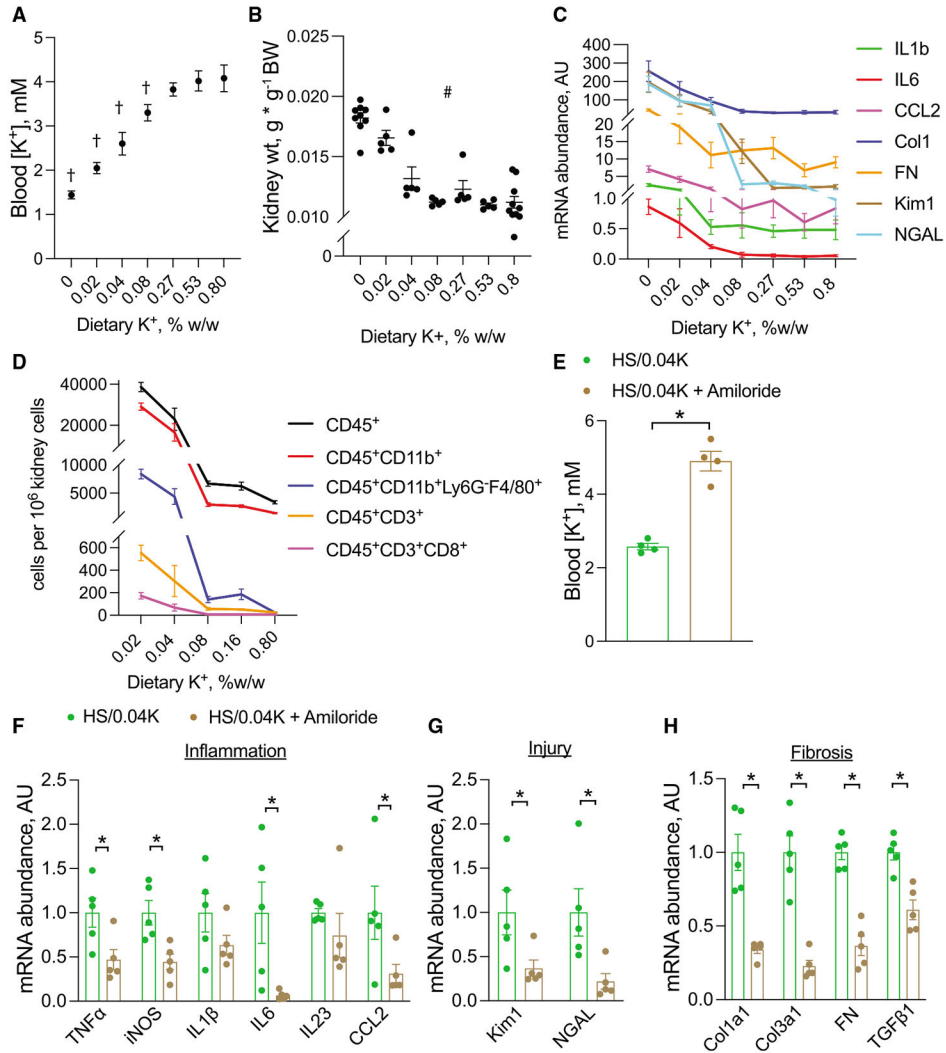 A
Blood [K⁺], mM
5
4
3
2
1
0
†
†
†
†
0
0.02
0.04
0.08
0.27
0.53
0.80
Dietary K⁺, % w/w
B
Kidney wt, g * g⁻¹ BW
0.025
0.020
0.015
0.010
0
#
0
0.02
0.04
0.08
0.27
0.53
0.8
Dietary K+, % w/w
C
mRNA abundance, AU
400
300
200
100
20
15
10
5
1.0
0.5
0.0
0
0.02
0.04
0.08
0.27
0.53
0.8
Dietary K⁺, %w/w
IL1b
IL6
CCL2
Col1
FN
Kim1
NGAL
D
cells per 10⁶ kidney cells
40000
20000
10000
5000
600
400
200
0
0.02
0.04
0.08
0.16
0.80
Dietary K⁺, %w/w
CD45⁺
CD45⁺CD11b⁺
CD45⁺CD11b⁺Ly6G⁻F4/80⁺
CD45⁺CD3⁺
CD45⁺CD3⁺CD8⁺
E
HS/0.04K
HS/0.04K + Amiloride
Blood [K⁺], mM
6
4
2
0
*
HS/0.04K
HS/0.04K + Amiloride
F
Inflammation
mRNA abundance, AU
2.5
2.0
1.5
1.0
0.5
0.0
*
*
*
*
TNFα
iNOS
IL1β
IL6
IL23
CCL2
G
Injury
mRNA abundance, AU
2.5
2.0
1.5
1.0
0.5
0.0
*
*
Kim1
NGAL
H
Fibrosis
mRNA abundance, AU
1.5
1.0
0.5
0.0
*
*
*
*
Col1a1
Col3a1
FN
TGFβ1